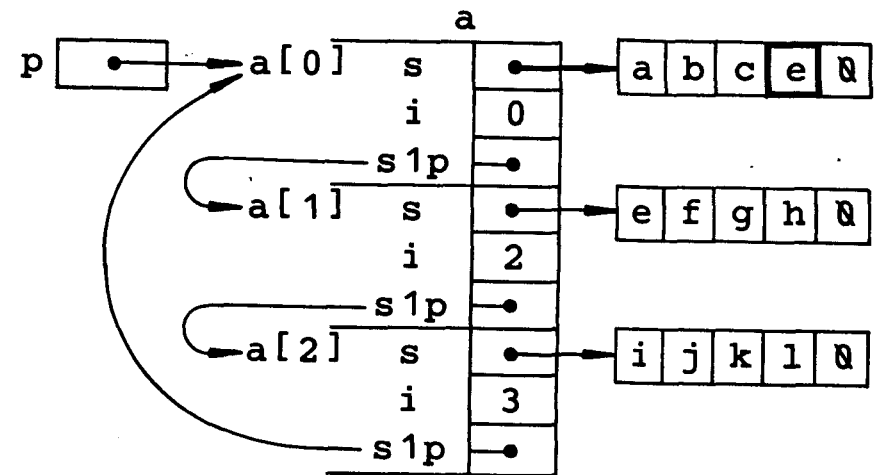 a
p a[0] s a b c e \0
i 0
s1p
a[1] s e f g h \0
i 2
s1p
a[2] s i j k l \0
i 3
s1p